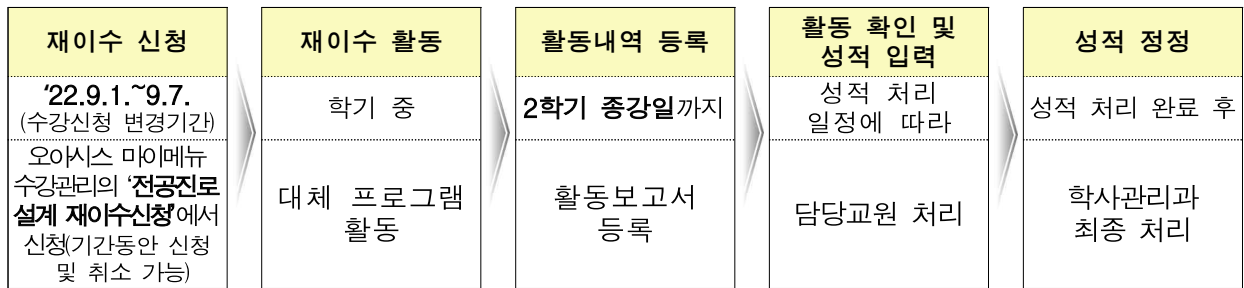 재이수 신청
'22.9.1.~9.7.
(수강신청 변경기간)
오아시스 마이메뉴
수강관리의 '전공진로
설계 재이수신청'에서
신청(기간동안 신청
및 취소 가능)
재이수 활동
학기 중
대체 프로그램
활동
활동내역 등록
2학기 종강일까지
활동보고서
등록
활동 확인 및
성적 입력
성적 처리
일정에 따라
담당교원 처리
성적 정정
성적 처리 완료 후
학사관리과
최종 처리